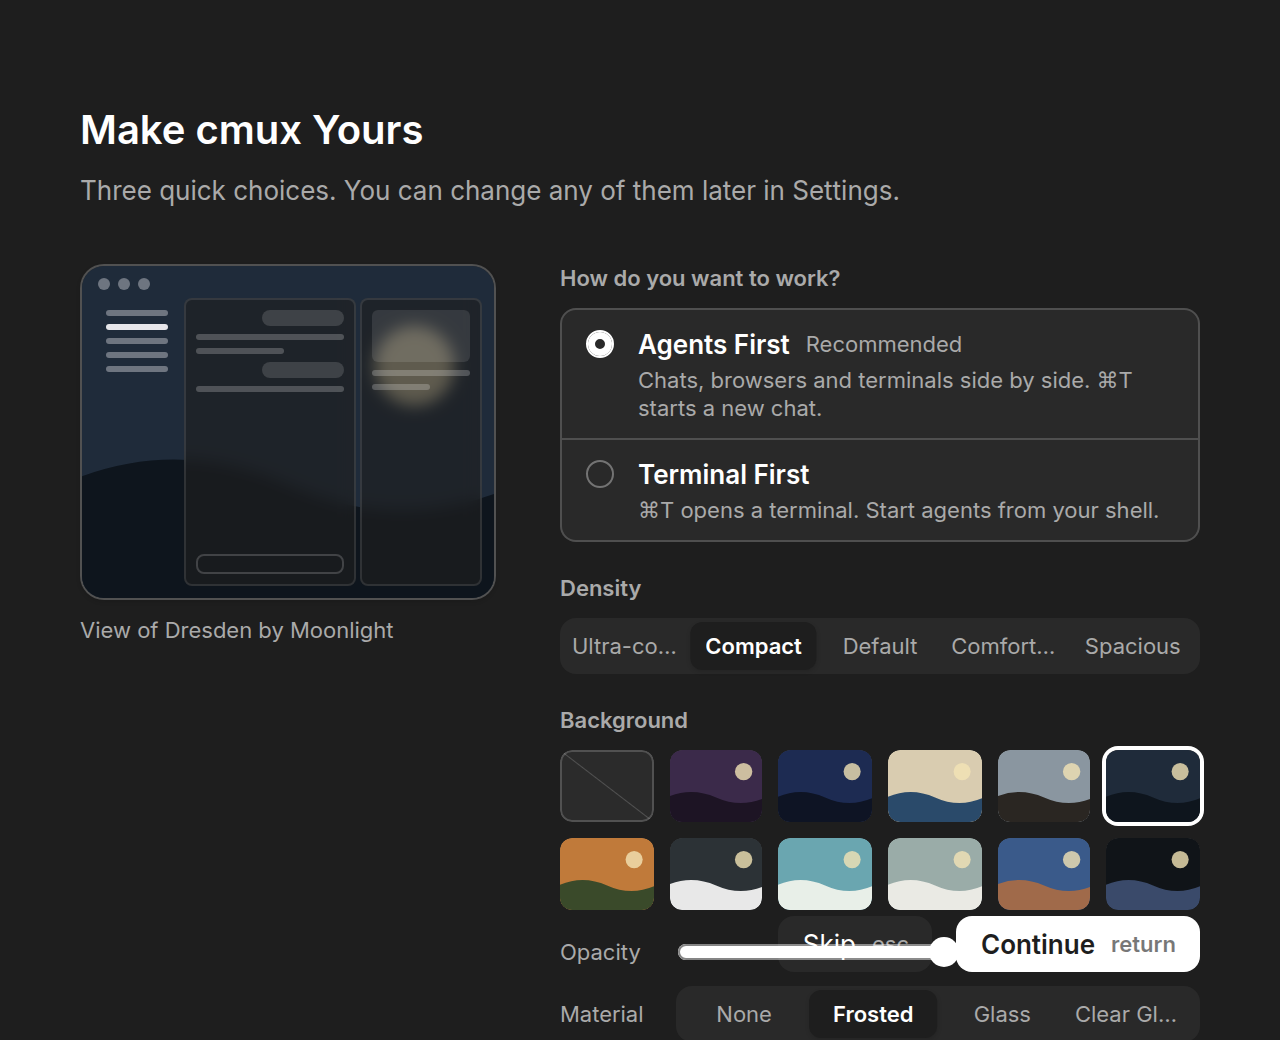 Make cmux Yours
Three quick choices. You can change any of them later in Settings.
How do you want to work?
Agents First Recommended
Chats, browsers and terminals side by side. ⌘T
starts a new chat.
Terminal First
⌘T opens a terminal. Start agents from your shell.
View of Dresden by Moonlight
Density
Ultra-co... Compact Default Comfort... Spacious
Background
Skip esc Continue return
Opacity
Material None Frosted Glass Clear Gl...